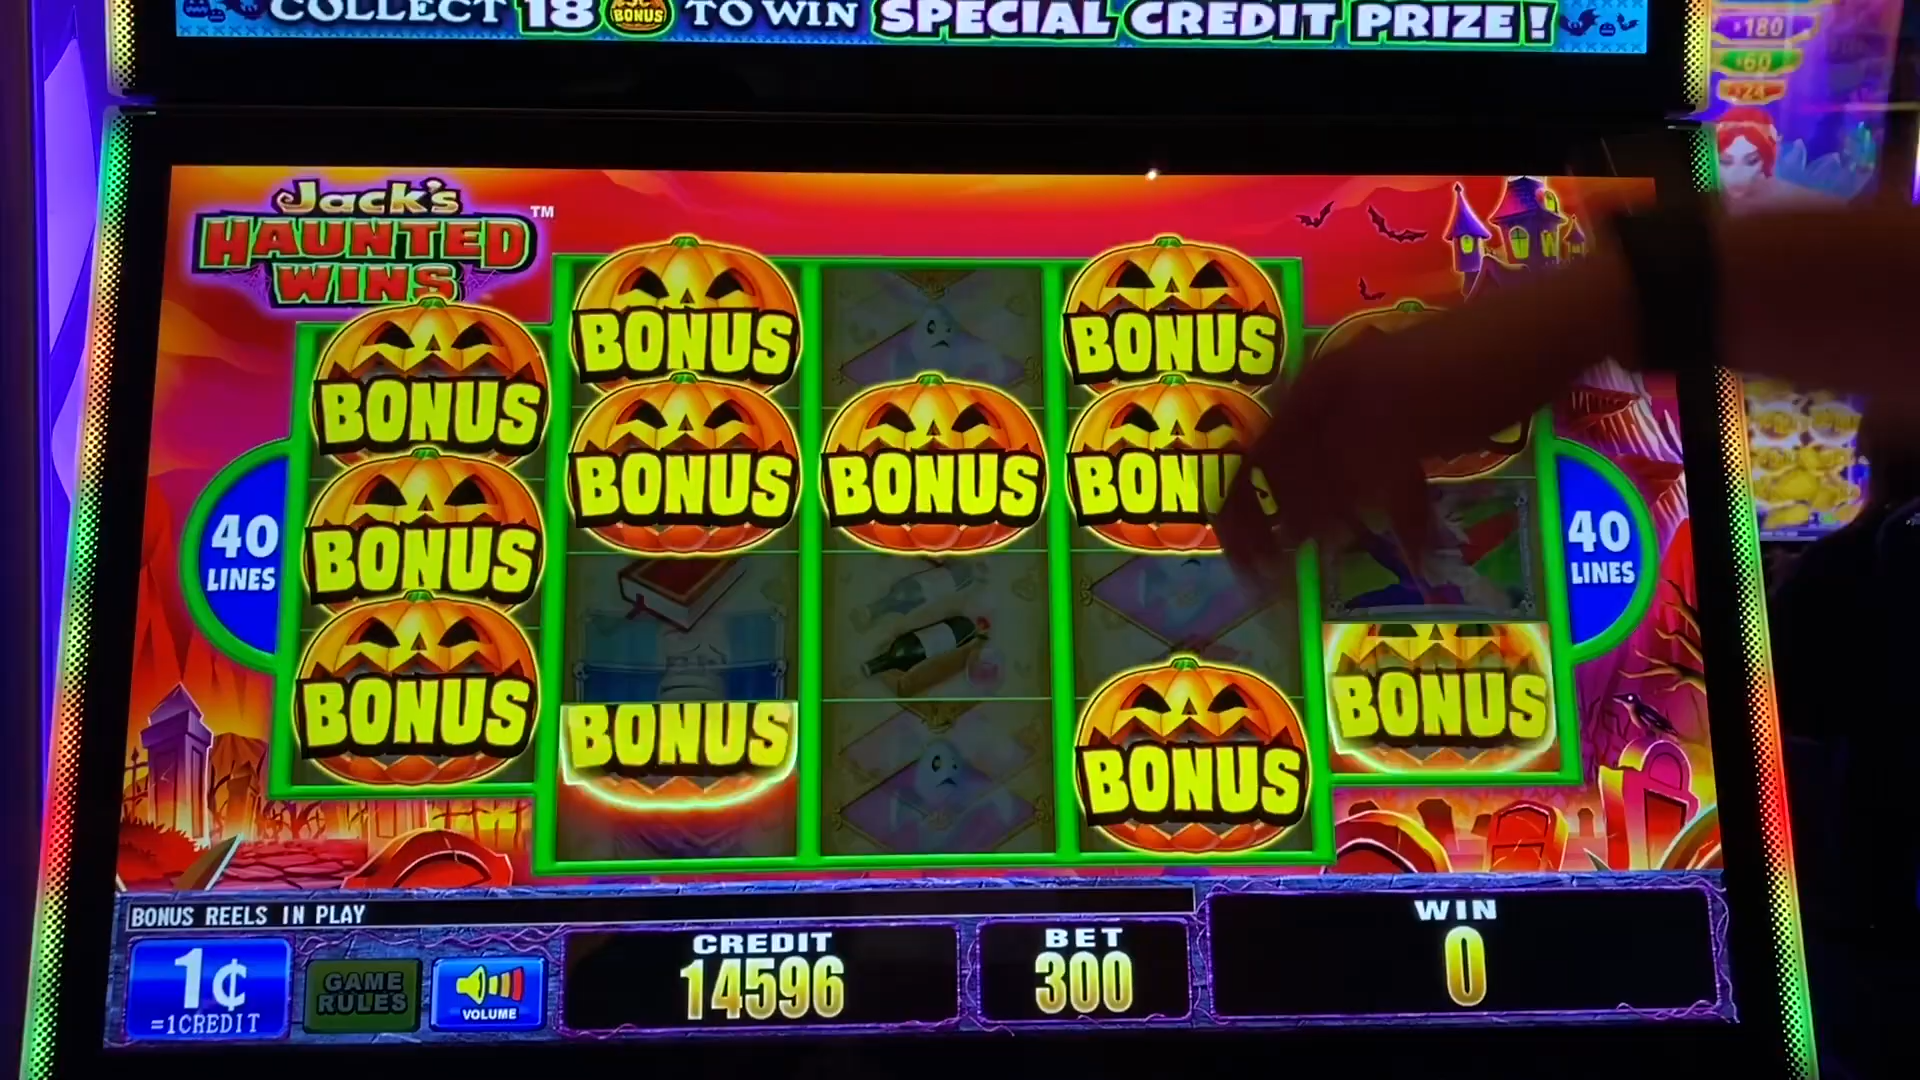 COLLECT 18 BONUS TO WIN SPECIAL CREDIT PRIZE!
$180
$60
$24
Jack's
HAUNTED
WINS
TM
BONUS
BONUS
BONUS
BONUS
BONUS
BONUS
BONUS
BONUS
BONUS
BONUS
BONUS
40
LINES
40
LINES
BONUS REELS IN PLAY
1¢
=1CREDIT
GAME
RULES
VOLUME
CREDIT
14596
BET
300
WIN
0